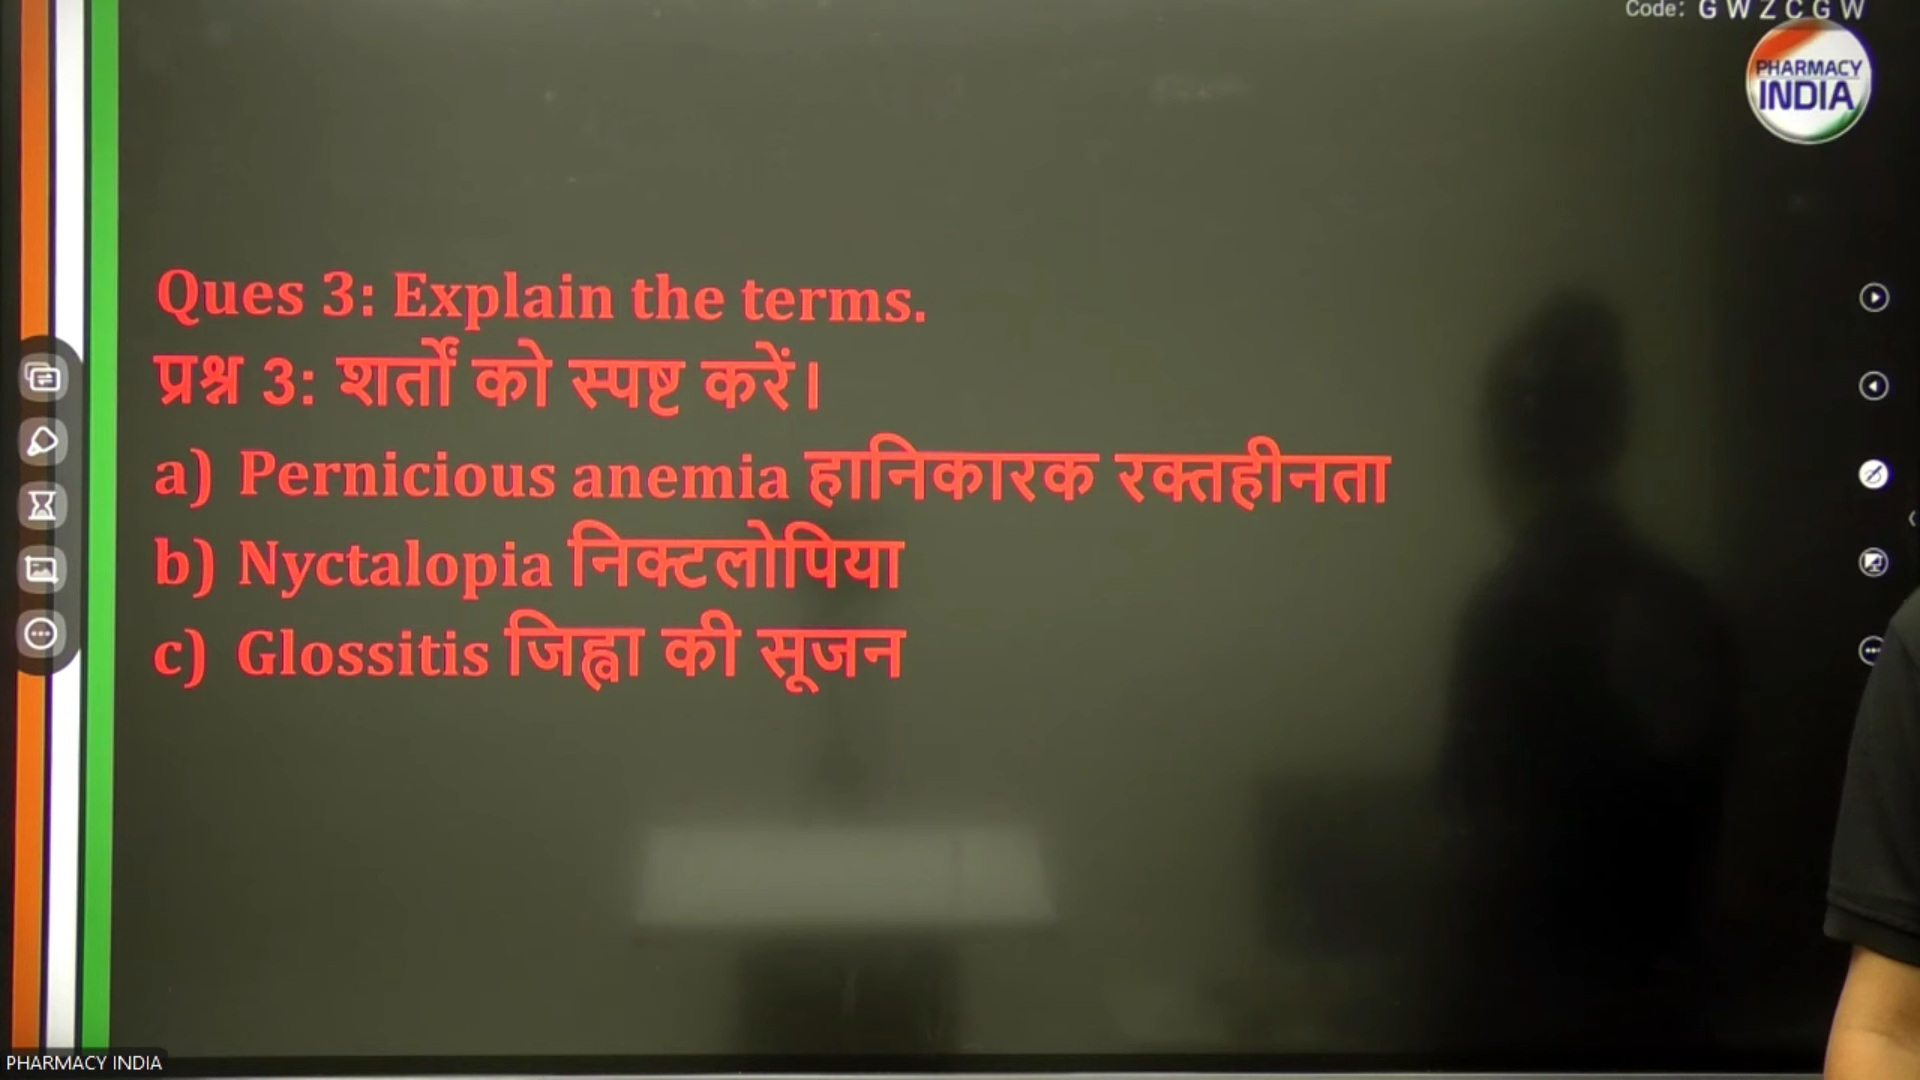 Code: G W Z C G W
PHARMACY
INDIA
Ques 3: Explain the terms.
प्रश्न 3: शर्तों को स्पष्ट करें।
a) Pernicious anemia हानिकारक रक्तहीनता
b) Nyctalopia निक्टलोपिया
c) Glossitis जिह्वा की सूजन
PHARMACY INDIA